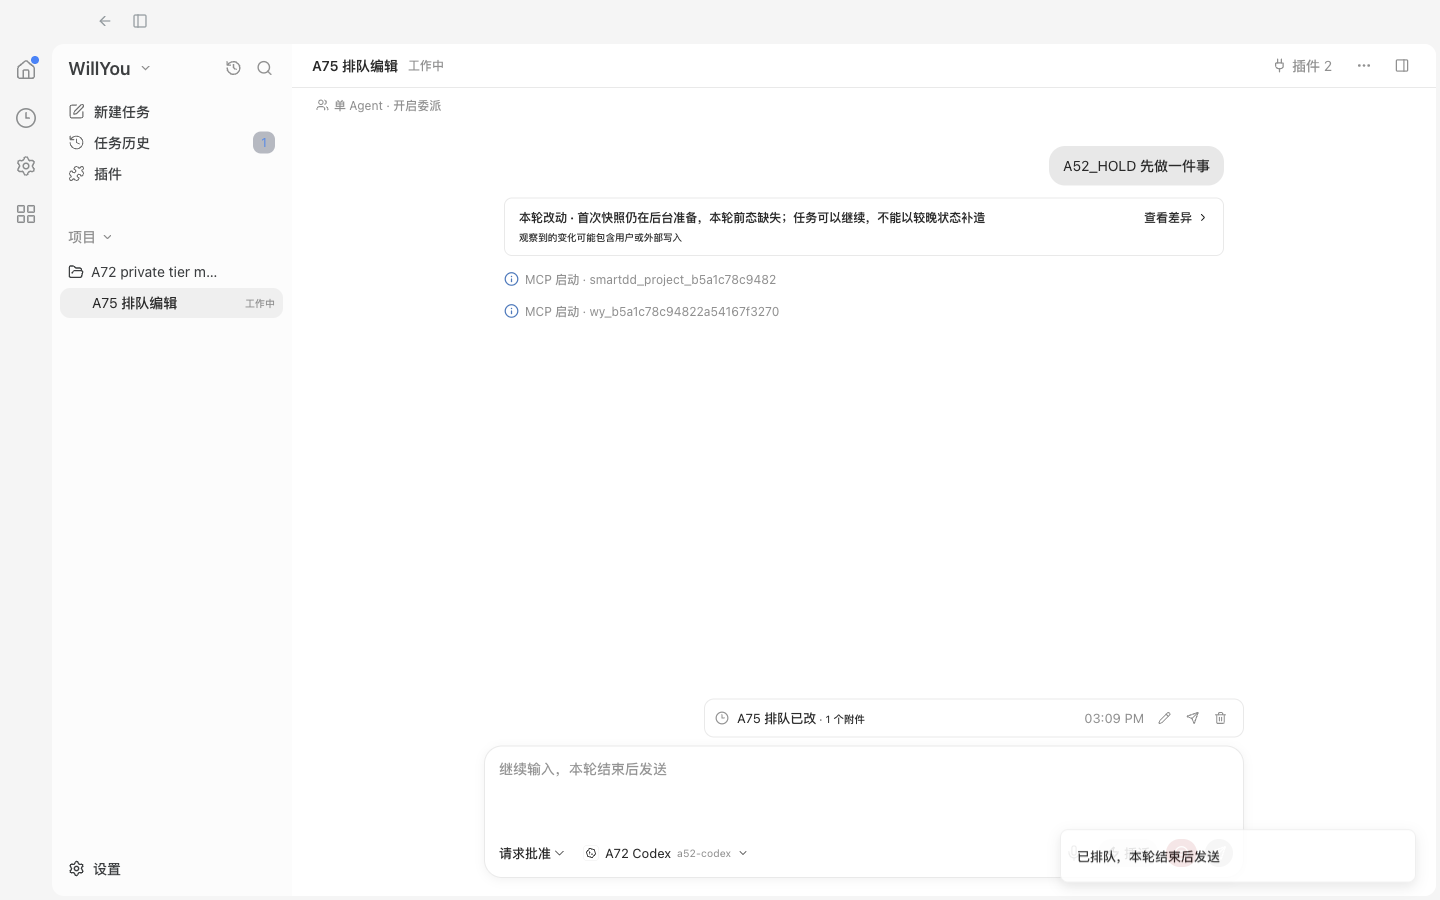 WillYou
新建任务
任务历史
1
插件
项目
A72 private tier m...
A75 排队编辑 工作中
设置
A75 排队编辑 工作中
插件 2
单 Agent · 开启委派
A52_HOLD 先做一件事
本轮改动 · 首次快照仍在后台准备，本轮前态缺失；任务可以继续，不能以较晚状态补造
查看差异
观察到的变化可能包含用户或外部写入
MCP 启动 · smartdd_project_b5a1c78c9482
MCP 启动 · wy_b5a1c78c94822a54167f3270
A75 排队已改 · 1 个附件
03:09 PM
继续输入，本轮结束后发送
请求批准
A72 Codex a52-codex
已排队，本轮结束后发送